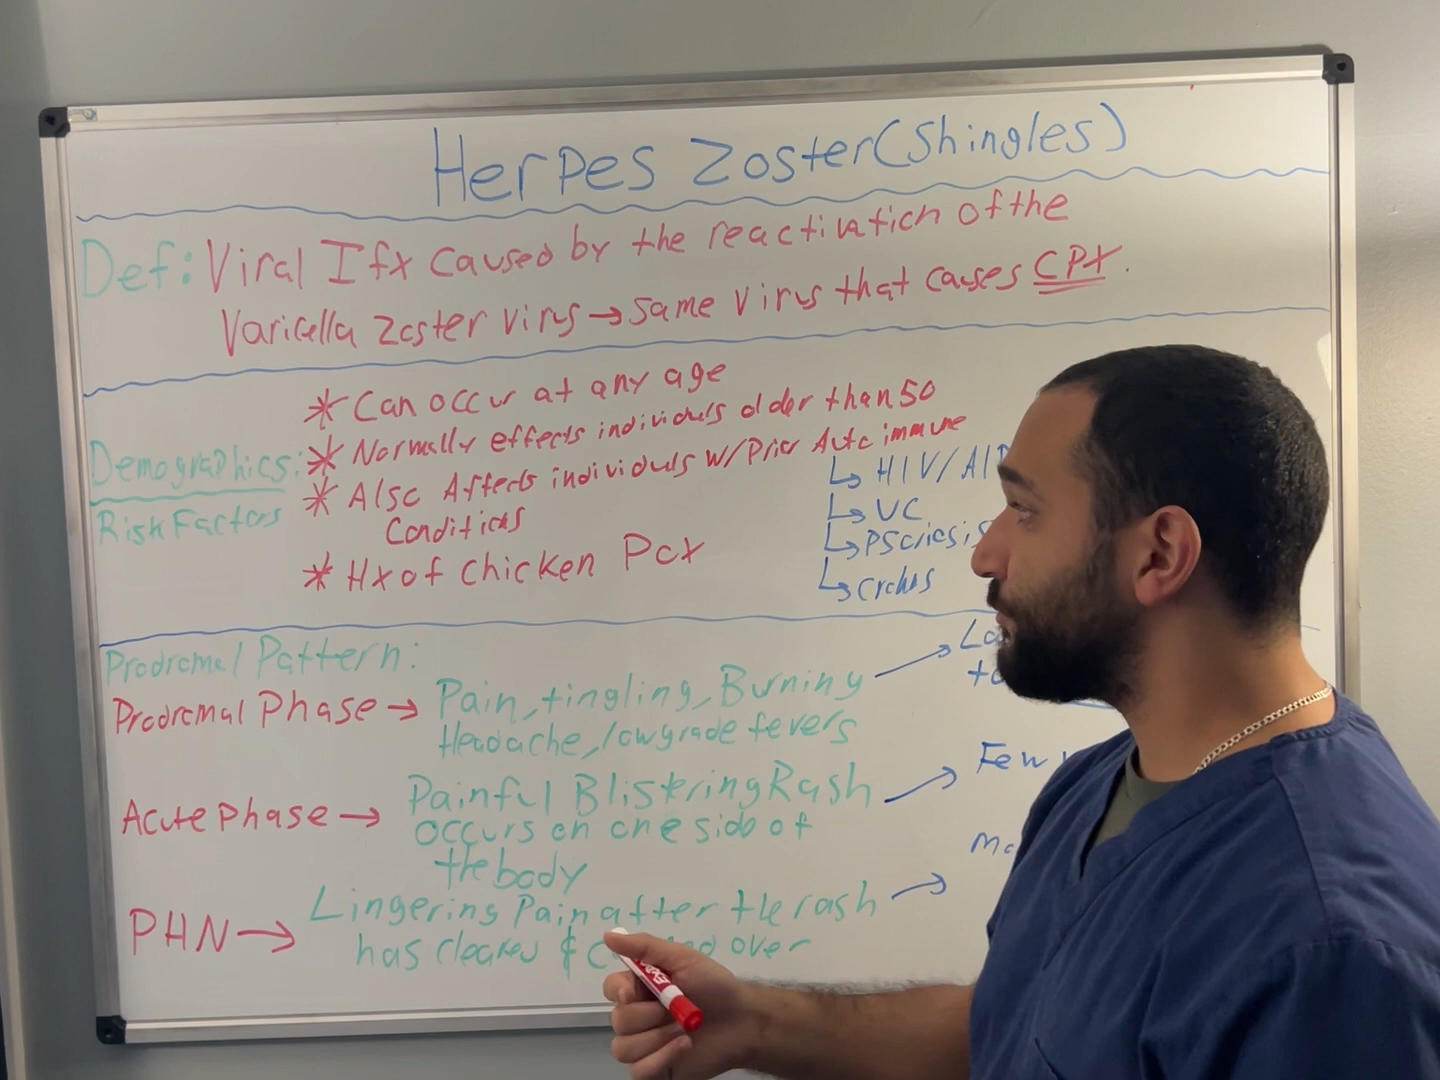 Herpes Zoster (Shingles)
Def: Viral Ifx caused by the reactivation of the
Varicella Zoster virus → same virus that causes CPX.
Demographics:
Risk Factors
* Can occur at any age
* Normally effects individuals older than 50
* Also Affects individuals w/ Prior Autoimmune
Conditions
↳ HIV/AID
↳ UC
↳ Psoriasis
↳ Crohns
* Hx of Chicken Pox
Prodromal Pattern:
Prodromal Phase → Pain, tingling, Burning
Headache, low grade fevers
Acute Phase → Painful Blistering Rash
occurs on one side of
the body
→ Few
PHN → Lingering Pain after the rash
has cleared & over